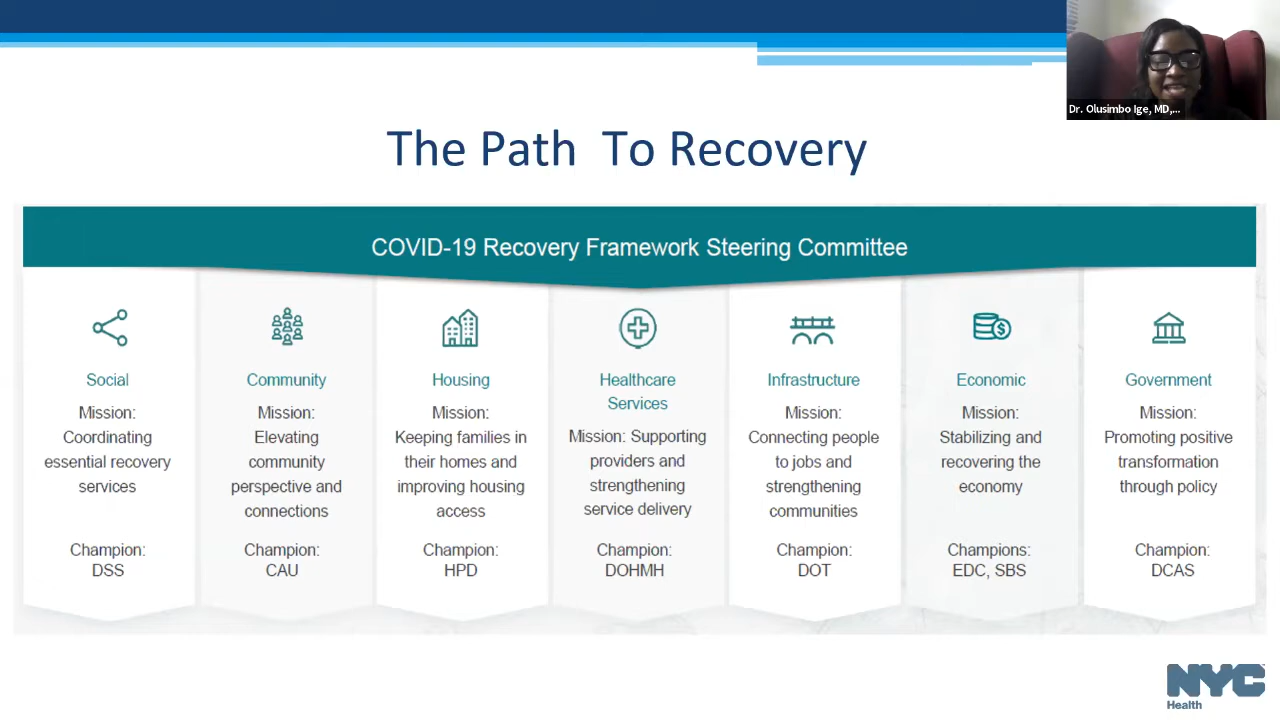 Dr. Olusimbo Ige, MD,...
The Path To Recovery
COVID-19 Recovery Framework Steering Committee
Social
Mission:
Coordinating
essential recovery
services
Champion:
DSS
Community
Mission:
Elevating
community
perspective and
connections
Champion:
CAU
Housing
Mission:
Keeping families in
their homes and
improving housing
access
Champion:
HPD
Healthcare
Services
Mission: Supporting
providers and
strengthening
service delivery
Champion:
DOHMH
Infrastructure
Mission:
Connecting people
to jobs and
strengthening
communities
Champion:
DOT
Economic
Mission:
Stabilizing and
recovering the
economy
Champions:
EDC, SBS
Government
Mission:
Promoting positive
transformation
through policy
Champion:
DCAS
NYC
Health